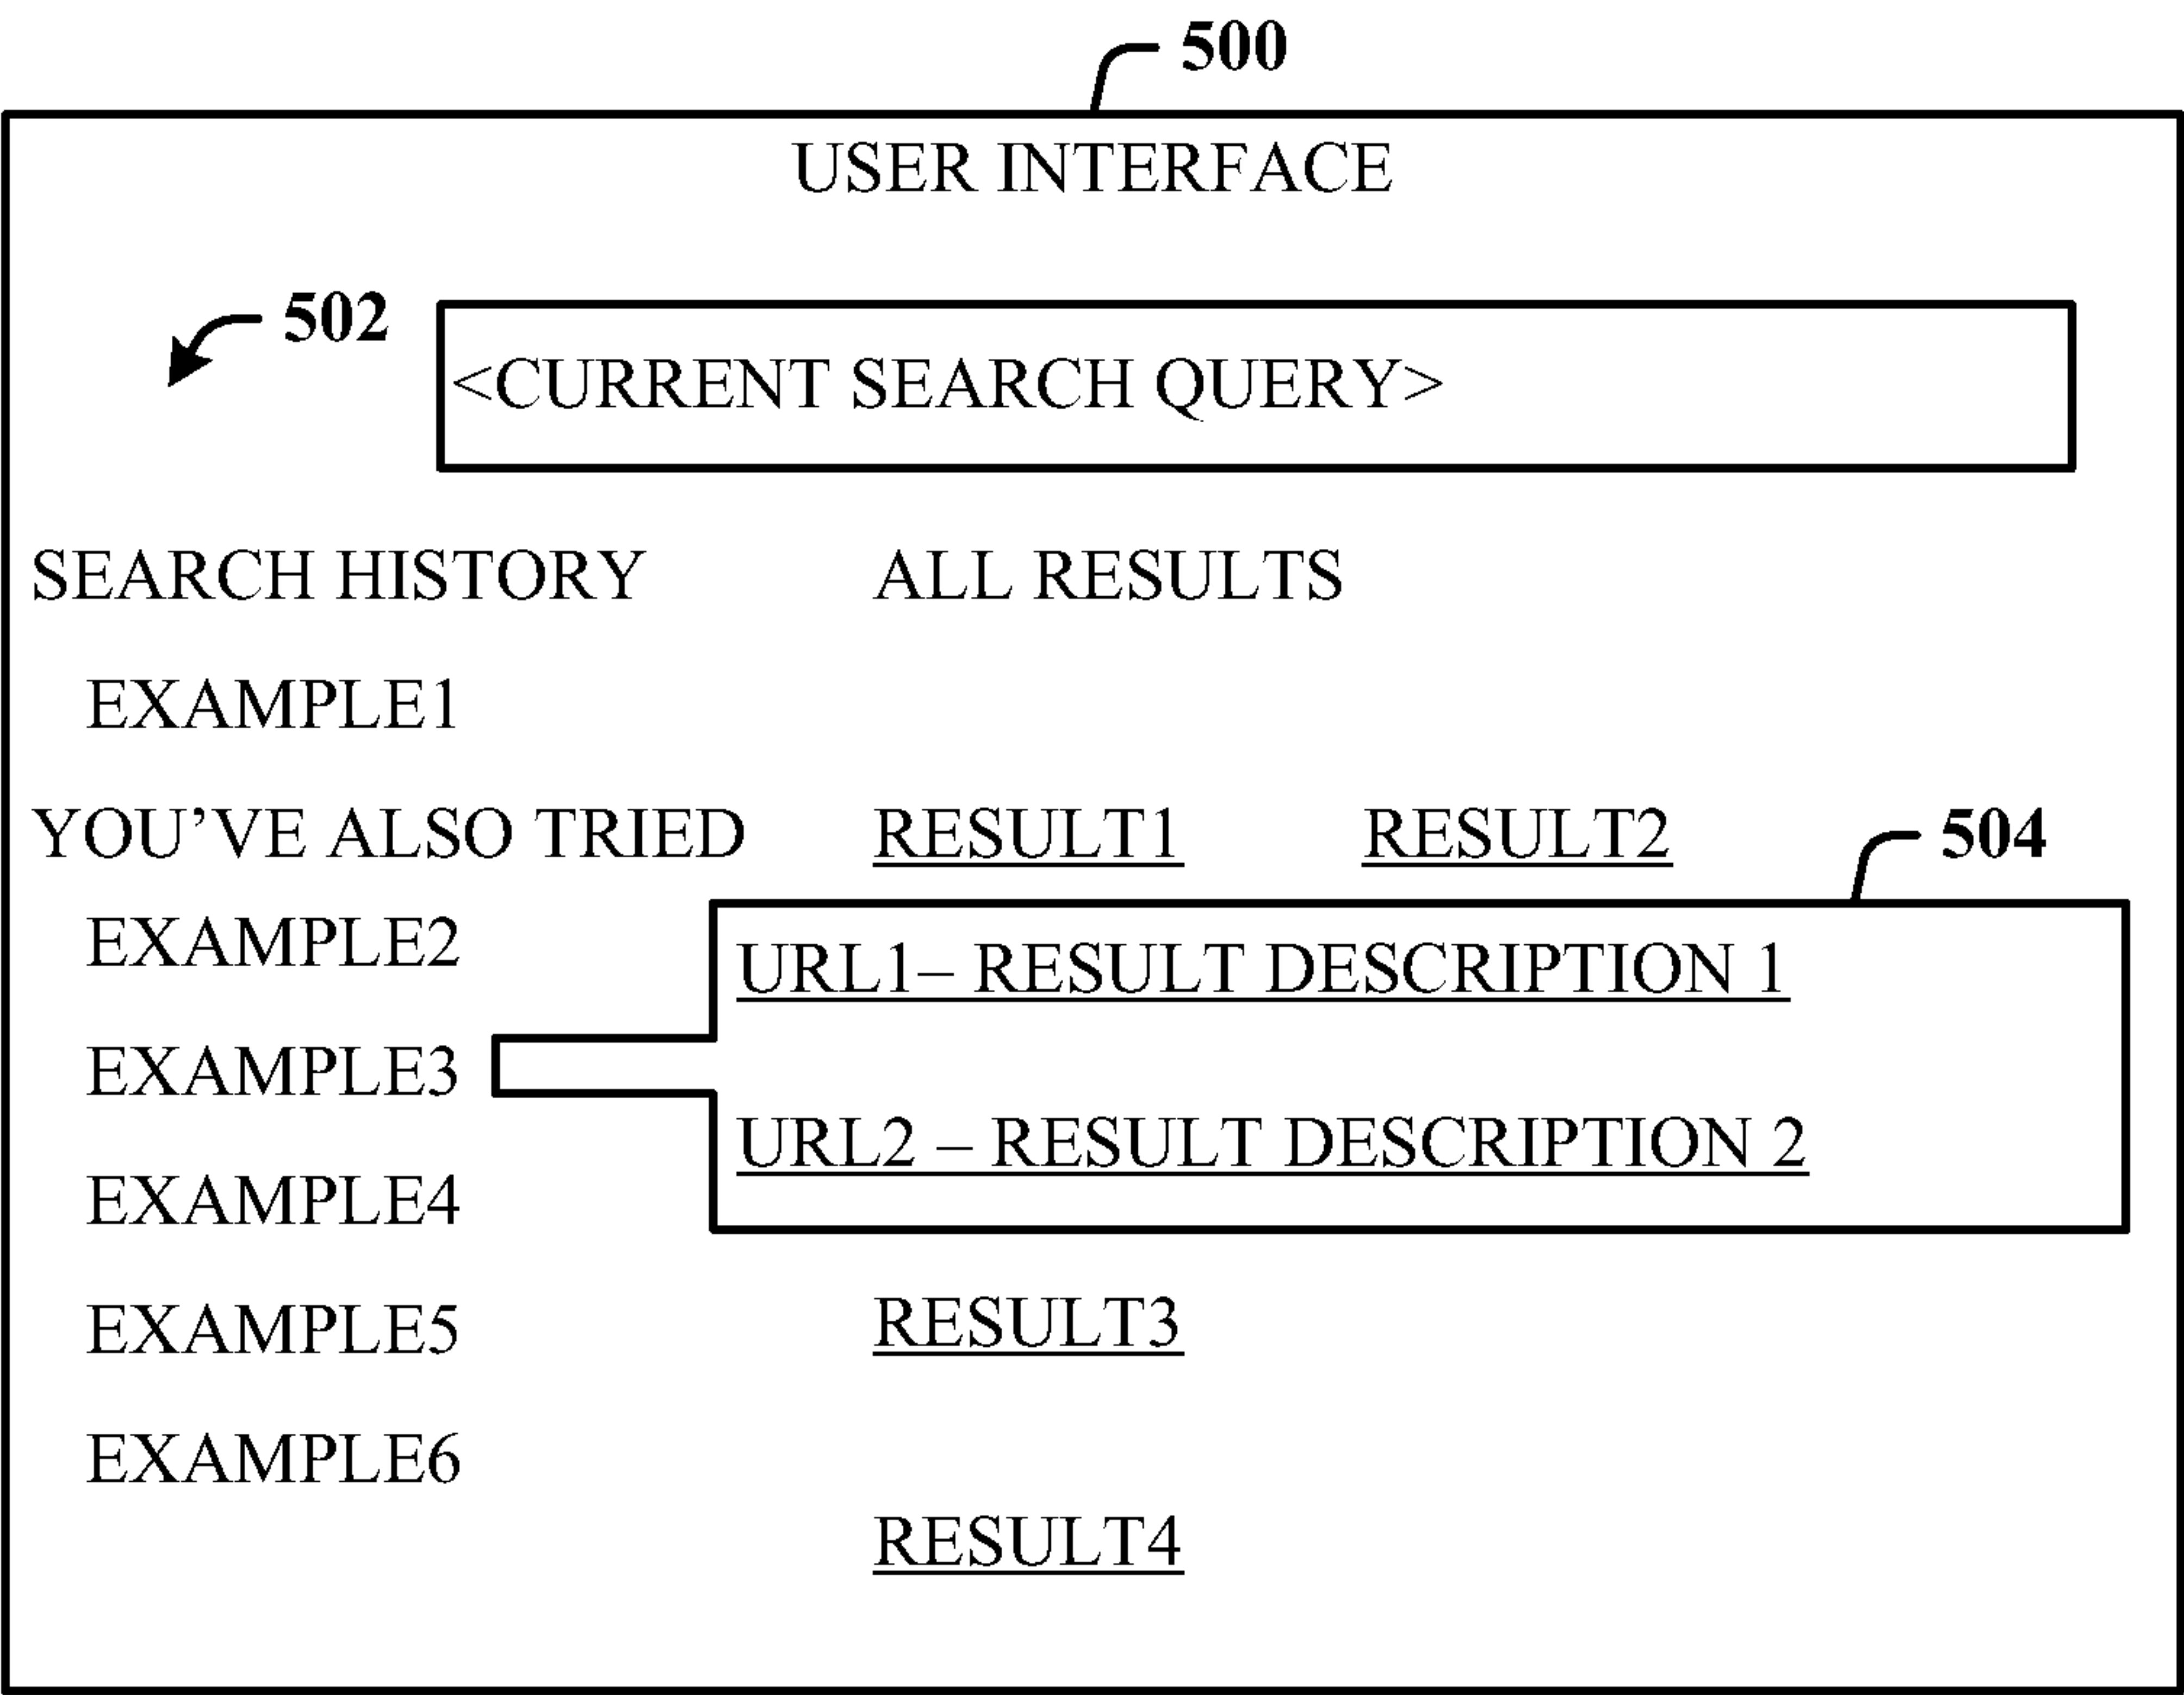 500
USER INTERFACE
502
<CURRENT SEARCH QUERY>
SEARCH HISTORY ALL RESULTS
EXAMPLE1
YOU'VE ALSO TRIED RESULT1 RESULT2 504
EXAMPLE2
URL1– RESULT DESCRIPTION 1
EXAMPLE3
URL2 – RESULT DESCRIPTION 2
EXAMPLE4
RESULT3
EXAMPLE5
EXAMPLE6
RESULT4